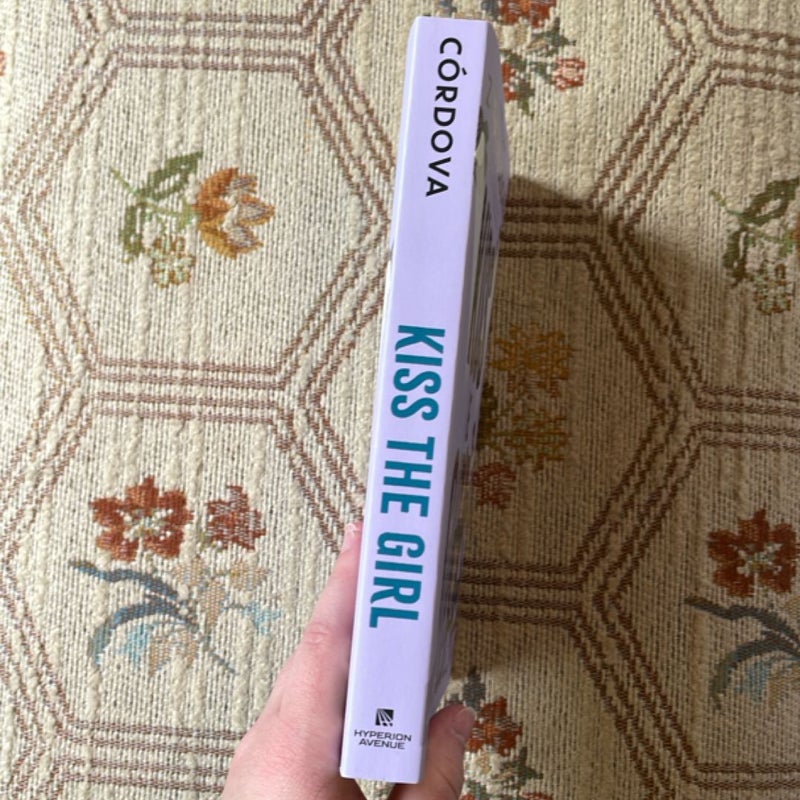 CÓRDOVA
KISS THE GIRL
HYPERION
AVENUE